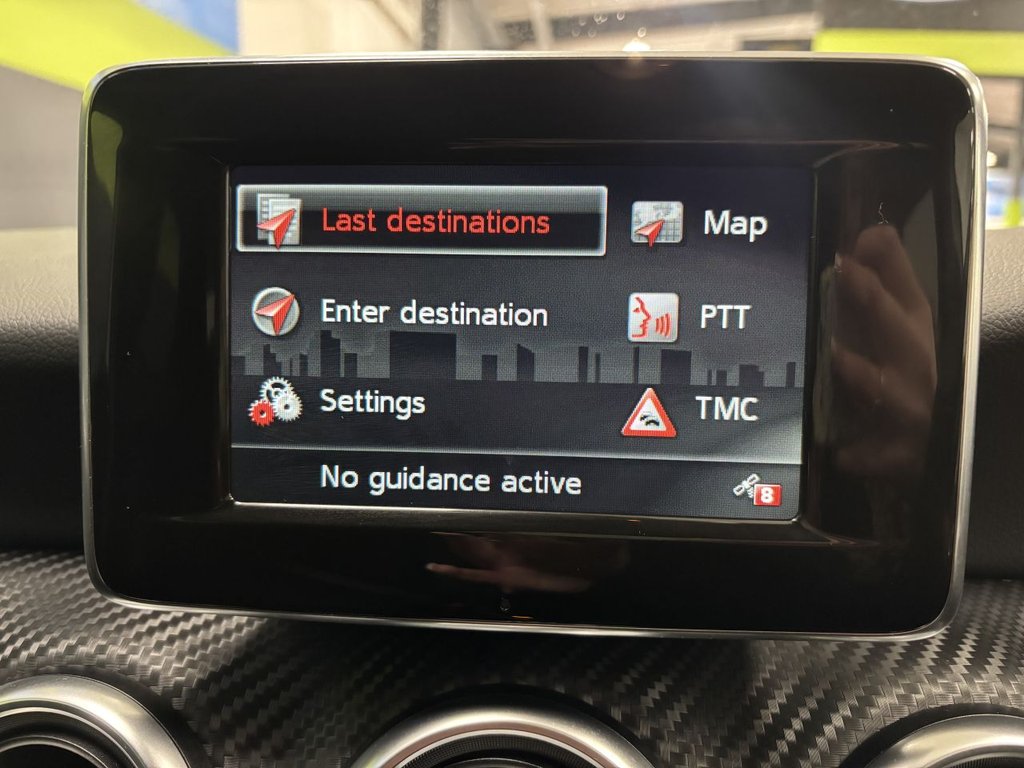 Last destinations
Map
Enter destination
PTT
Settings
TMC
No guidance active
8